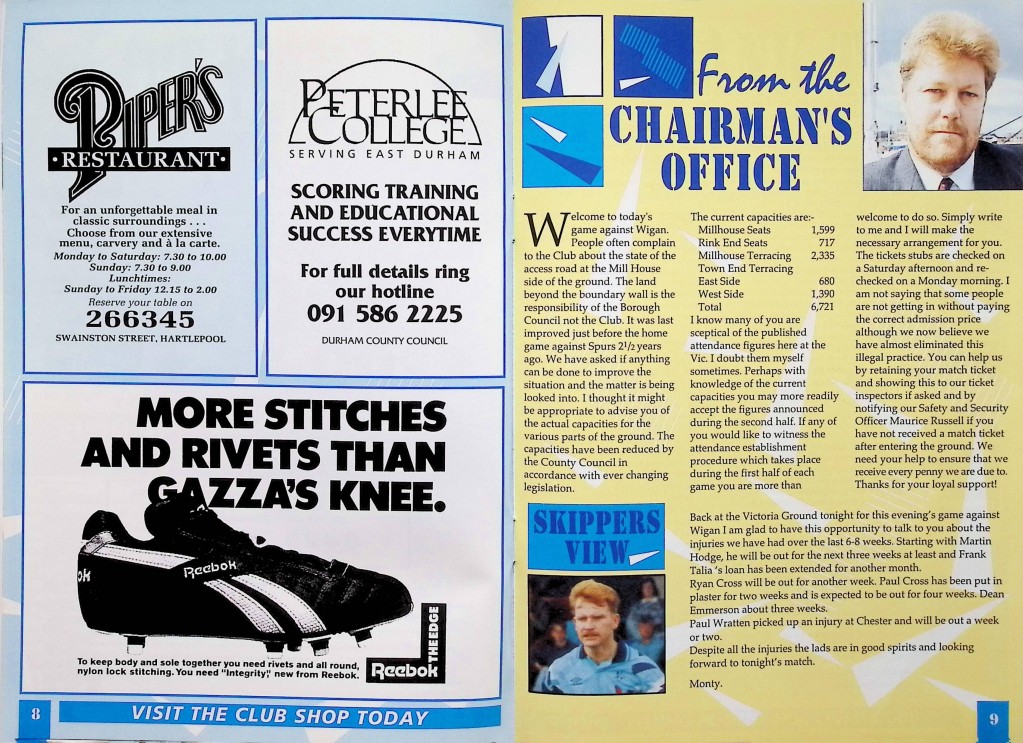 PIPER'S
·RESTAURANT·
For an unforgettable meal in
classic surroundings . . .
Choose from our extensive
menu, carvery and à la carte.
Monday to Saturday: 7.30 to 10.00
Sunday: 7.30 to 9.00
Lunchtimes:
Sunday to Friday 12.15 to 2.00
Reserve your table on
266345
SWAINSTON STREET, HARTLEPOOL
PETERLEE
COLLEGE
SERVING EAST DURHAM
SCORING TRAINING
AND EDUCATIONAL
SUCCESS EVERYTIME
For full details ring
our hotline
091 586 2225
DURHAM COUNTY COUNCIL
MORE STITCHES
AND RIVETS THAN
GAZZA'S KNEE.
ok
Reebok
To keep body and sole together you need rivets and all round,
nylon lock stitching. You need "Integrity", new from Reebok.
Reebok
THE EDGE
8
VISIT THE CLUB SHOP TODAY
From the
CHAIRMAN'S
OFFICE
Welcome to today's
game against Wigan.
People often complain
to the Club about the state of the
access road at the Mill House
side of the ground. The land
beyond the boundary wall is the
responsibility of the Borough
Council not the Club. It was last
improved just before the home
game against Spurs 2 1/2 years
ago. We have asked if anything
can be done to improve the
situation and the matter is being
looked into. I thought it might
be appropriate to advise you of
the actual capacities for the
various parts of the ground. The
capacities have been reduced by
the County Council in
accordance with ever changing
legislation.
The current capacities are:-
Millhouse Seats 1,599
Rink End Seats 717
Millhouse Terracing 2,335
Town End Terracing
East Side 680
West Side 1,390
Total 6,721
I know many of you are
sceptical of the published
attendance figures here at the
Vic. I doubt them myself
sometimes. Perhaps with
knowledge of the current
capacities you may more readily
accept the figures announced
during the second half. If any of
you would like to witness the
attendance establishment
procedure which takes place
during the first half of each
game you are more than
welcome to do so. Simply write
to me and I will make the
necessary arrangement for you.
The tickets stubs are checked on
a Saturday afternoon and re-
checked on a Monday morning. I
am not saying that some people
are not getting in without paying
the correct admission price
although we now believe we
have almost eliminated this
illegal practice. You can help us
by retaining your match ticket
and showing this to our ticket
inspectors if asked and by
notifying our Safety and Security
Officer Maurice Russell if you
have not received a match ticket
after entering the ground. We
need your help to ensure that we
receive every penny we are due to.
Thanks for your loyal support!
SKIPPERS
VIEW
Back at the Victoria Ground tonight for this evening's game against
Wigan I am glad to have this opportunity to talk to you about the
injuries we have had over the last 6-8 weeks. Starting with Martin
Hodge, he will be out for the next three weeks at least and Frank
Talia 's loan has been extended for another month.
Ryan Cross will be out for another week. Paul Cross has been put in
plaster for two weeks and is expected to be out for four weeks. Dean
Emmerson about three weeks.
Paul Wratten picked up an injury at Chester and will be out a week
or two.
Despite all the injuries the lads are in good spirits and looking
forward to tonight's match.
Monty.
9